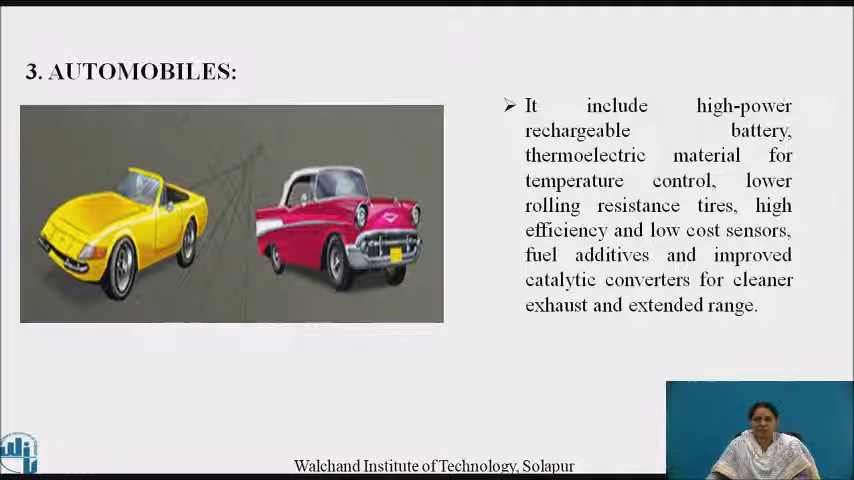 3. AUTOMOBILES:
➢ It include high-power
rechargeable battery,
thermoelectric material for
temperature control, lower
rolling resistance tires, high
efficiency and low cost sensors,
fuel additives and improved
catalytic converters for cleaner
exhaust and extended range.
Walchand Institute of Technology, Solapur